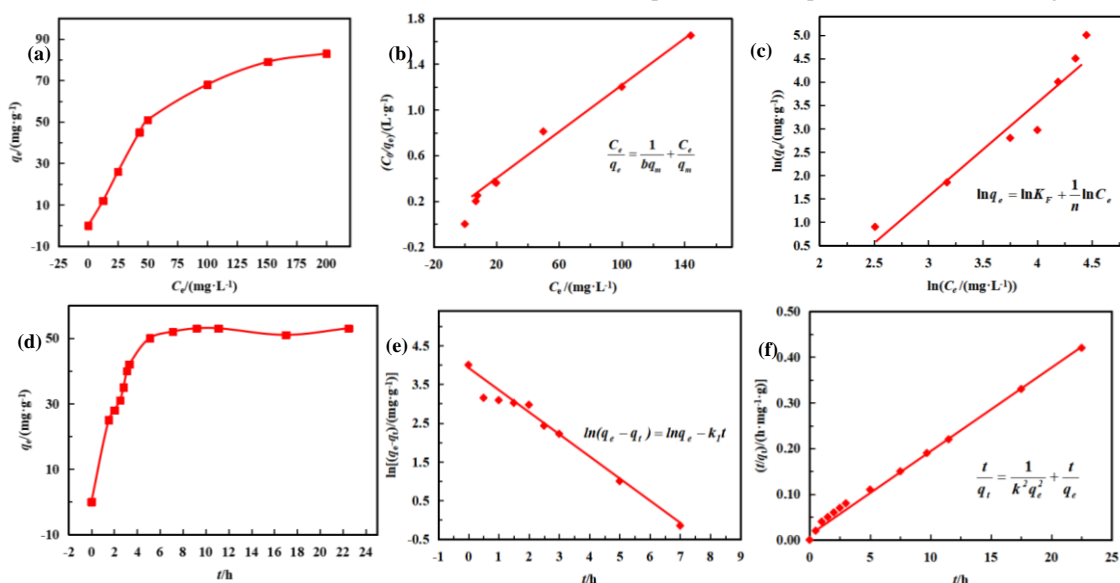 (a)
90
70
50
30
10
-10
-25 0 25 50 75 100 125 150 175 200
qₑ/(mg·g⁻¹)
Cₑ/(mg·L⁻¹)
(b)
1.8
1.4
1.0
0.6
0.2
-0.2
-20 20 60 100 140
(Cₑ/qₑ)/(L·g⁻¹)
Cₑ/(mg·L⁻¹)
Cₑ/qₑ = 1/bqₘ + Cₑ/qₘ
(c)
5.5
5.0
4.5
4.0
3.5
3.0
2.5
2.0
1.5
1.0
0.5
2 2.5 3 3.5 4 4.5
ln(qₑ/(mg·g⁻¹))
ln(Cₑ/(mg·L⁻¹))
lnqₑ = lnK_F + 1/n lnCₑ
(d)
50
30
10
-10
-2 0 2 4 6 8 10 12 14 16 18 20 22 24
qₑ/(mg·g⁻¹)
t/h
(e)
4.5
3.5
2.5
1.5
0.5
-0.5
-1 0 1 2 3 4 5 6 7 8 9
ln[(qₑ-qₜ)/(mg·g⁻¹)]
t/h
ln(qₑ − qₜ) = lnqₑ − k₁t
(f)
0.50
0.40
0.30
0.20
0.10
0.00
0 5 10 15 20 25
(t/qₜ)/(h·mg⁻¹·g)]
t/h
t/qₜ = 1/k²qₑ² + t/qₑ